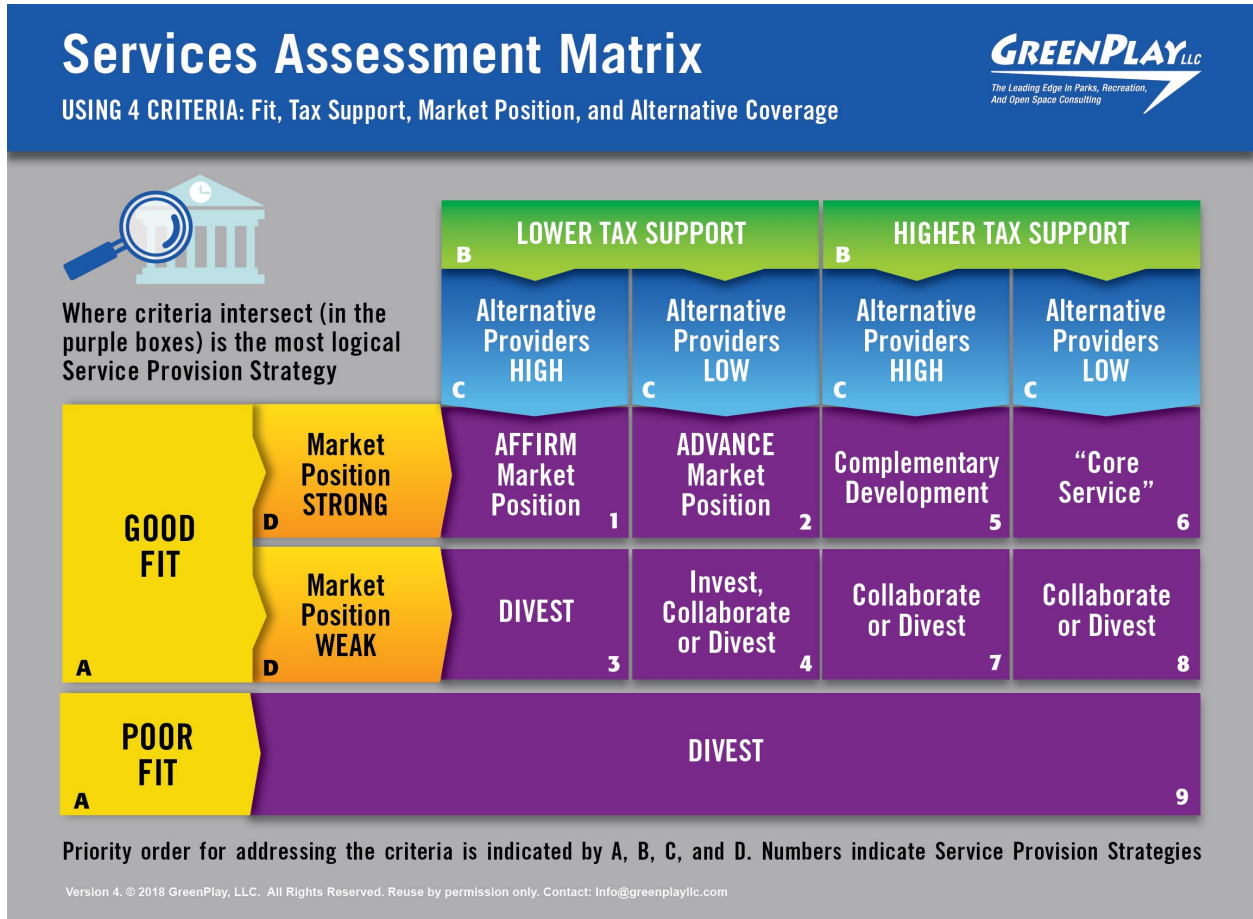 Services Assessment Matrix
USING 4 CRITERIA: Fit, Tax Support, Market Position, and Alternative Coverage
GREENPLAY LLC
The Leading Edge In Parks, Recreation,
And Open Space Consulting
Where criteria intersect (in the
purple boxes) is the most logical
Service Provision Strategy
LOWER TAX SUPPORT
B
HIGHER TAX SUPPORT
B
Alternative
Providers
HIGH
C
Alternative
Providers
LOW
C
Alternative
Providers
HIGH
C
Alternative
Providers
LOW
C
GOOD
FIT
A
Market
Position
STRONG
D
AFFIRM
Market
Position
1
ADVANCE
Market
Position
2
Complementary
Development
5
“Core
Service”
6
Market
Position
WEAK
D
DIVEST
3
Invest,
Collaborate
or Divest
4
Collaborate
or Divest
7
Collaborate
or Divest
8
POOR
FIT
A
DIVEST
9
Priority order for addressing the criteria is indicated by A, B, C, and D. Numbers indicate Service Provision Strategies
Version 4. © 2018 GreenPlay, LLC. All Rights Reserved. Reuse by permission only. Contact: Info@greenplayllc.com